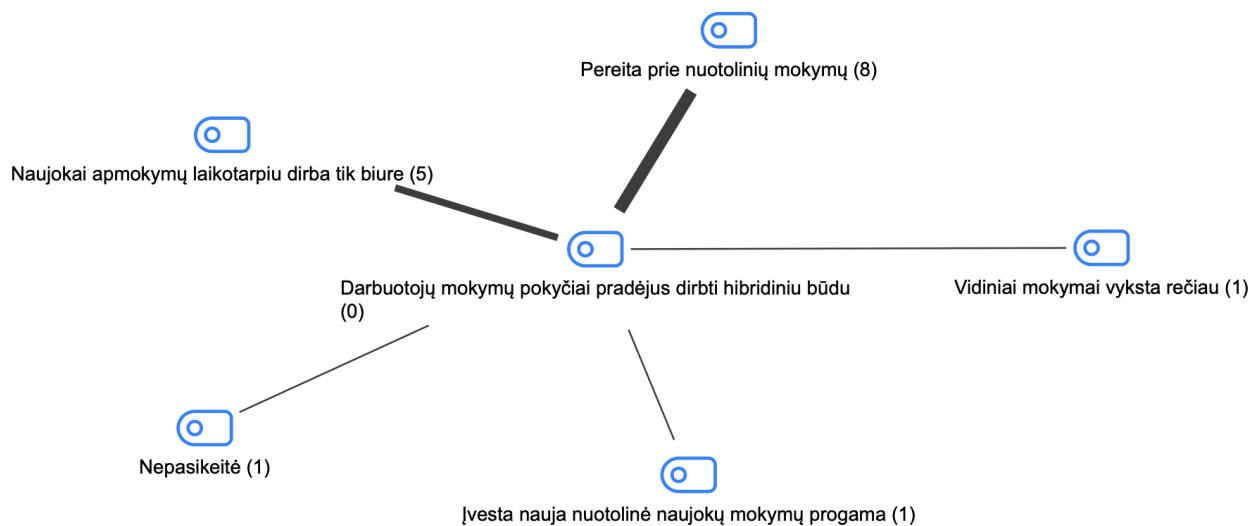 Pereita prie nuotolinių mokymų (8)
Naujokai apmokymų laikotarpiu dirba tik biure (5)
Darbuotojų mokymų pokyčiai pradėjus dirbti hibridiniu būdu
(0)
Vidiniai mokymai vyksta rečiau (1)
Nepasikeitė (1)
Įvesta nauja nuotolinė naujokų mokymų progama (1)